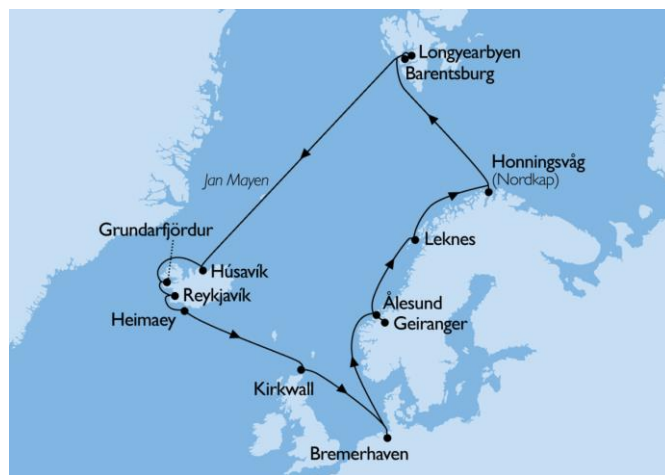 Longyearbyen
Barentsburg
Honningsvåg
(Nordkap)
Jan Mayen
Grundarfjördur
Leknes
Húsavík
Reykjavík
Ålesund
Heimaey
Geiranger
Kirkwall
Bremerhaven